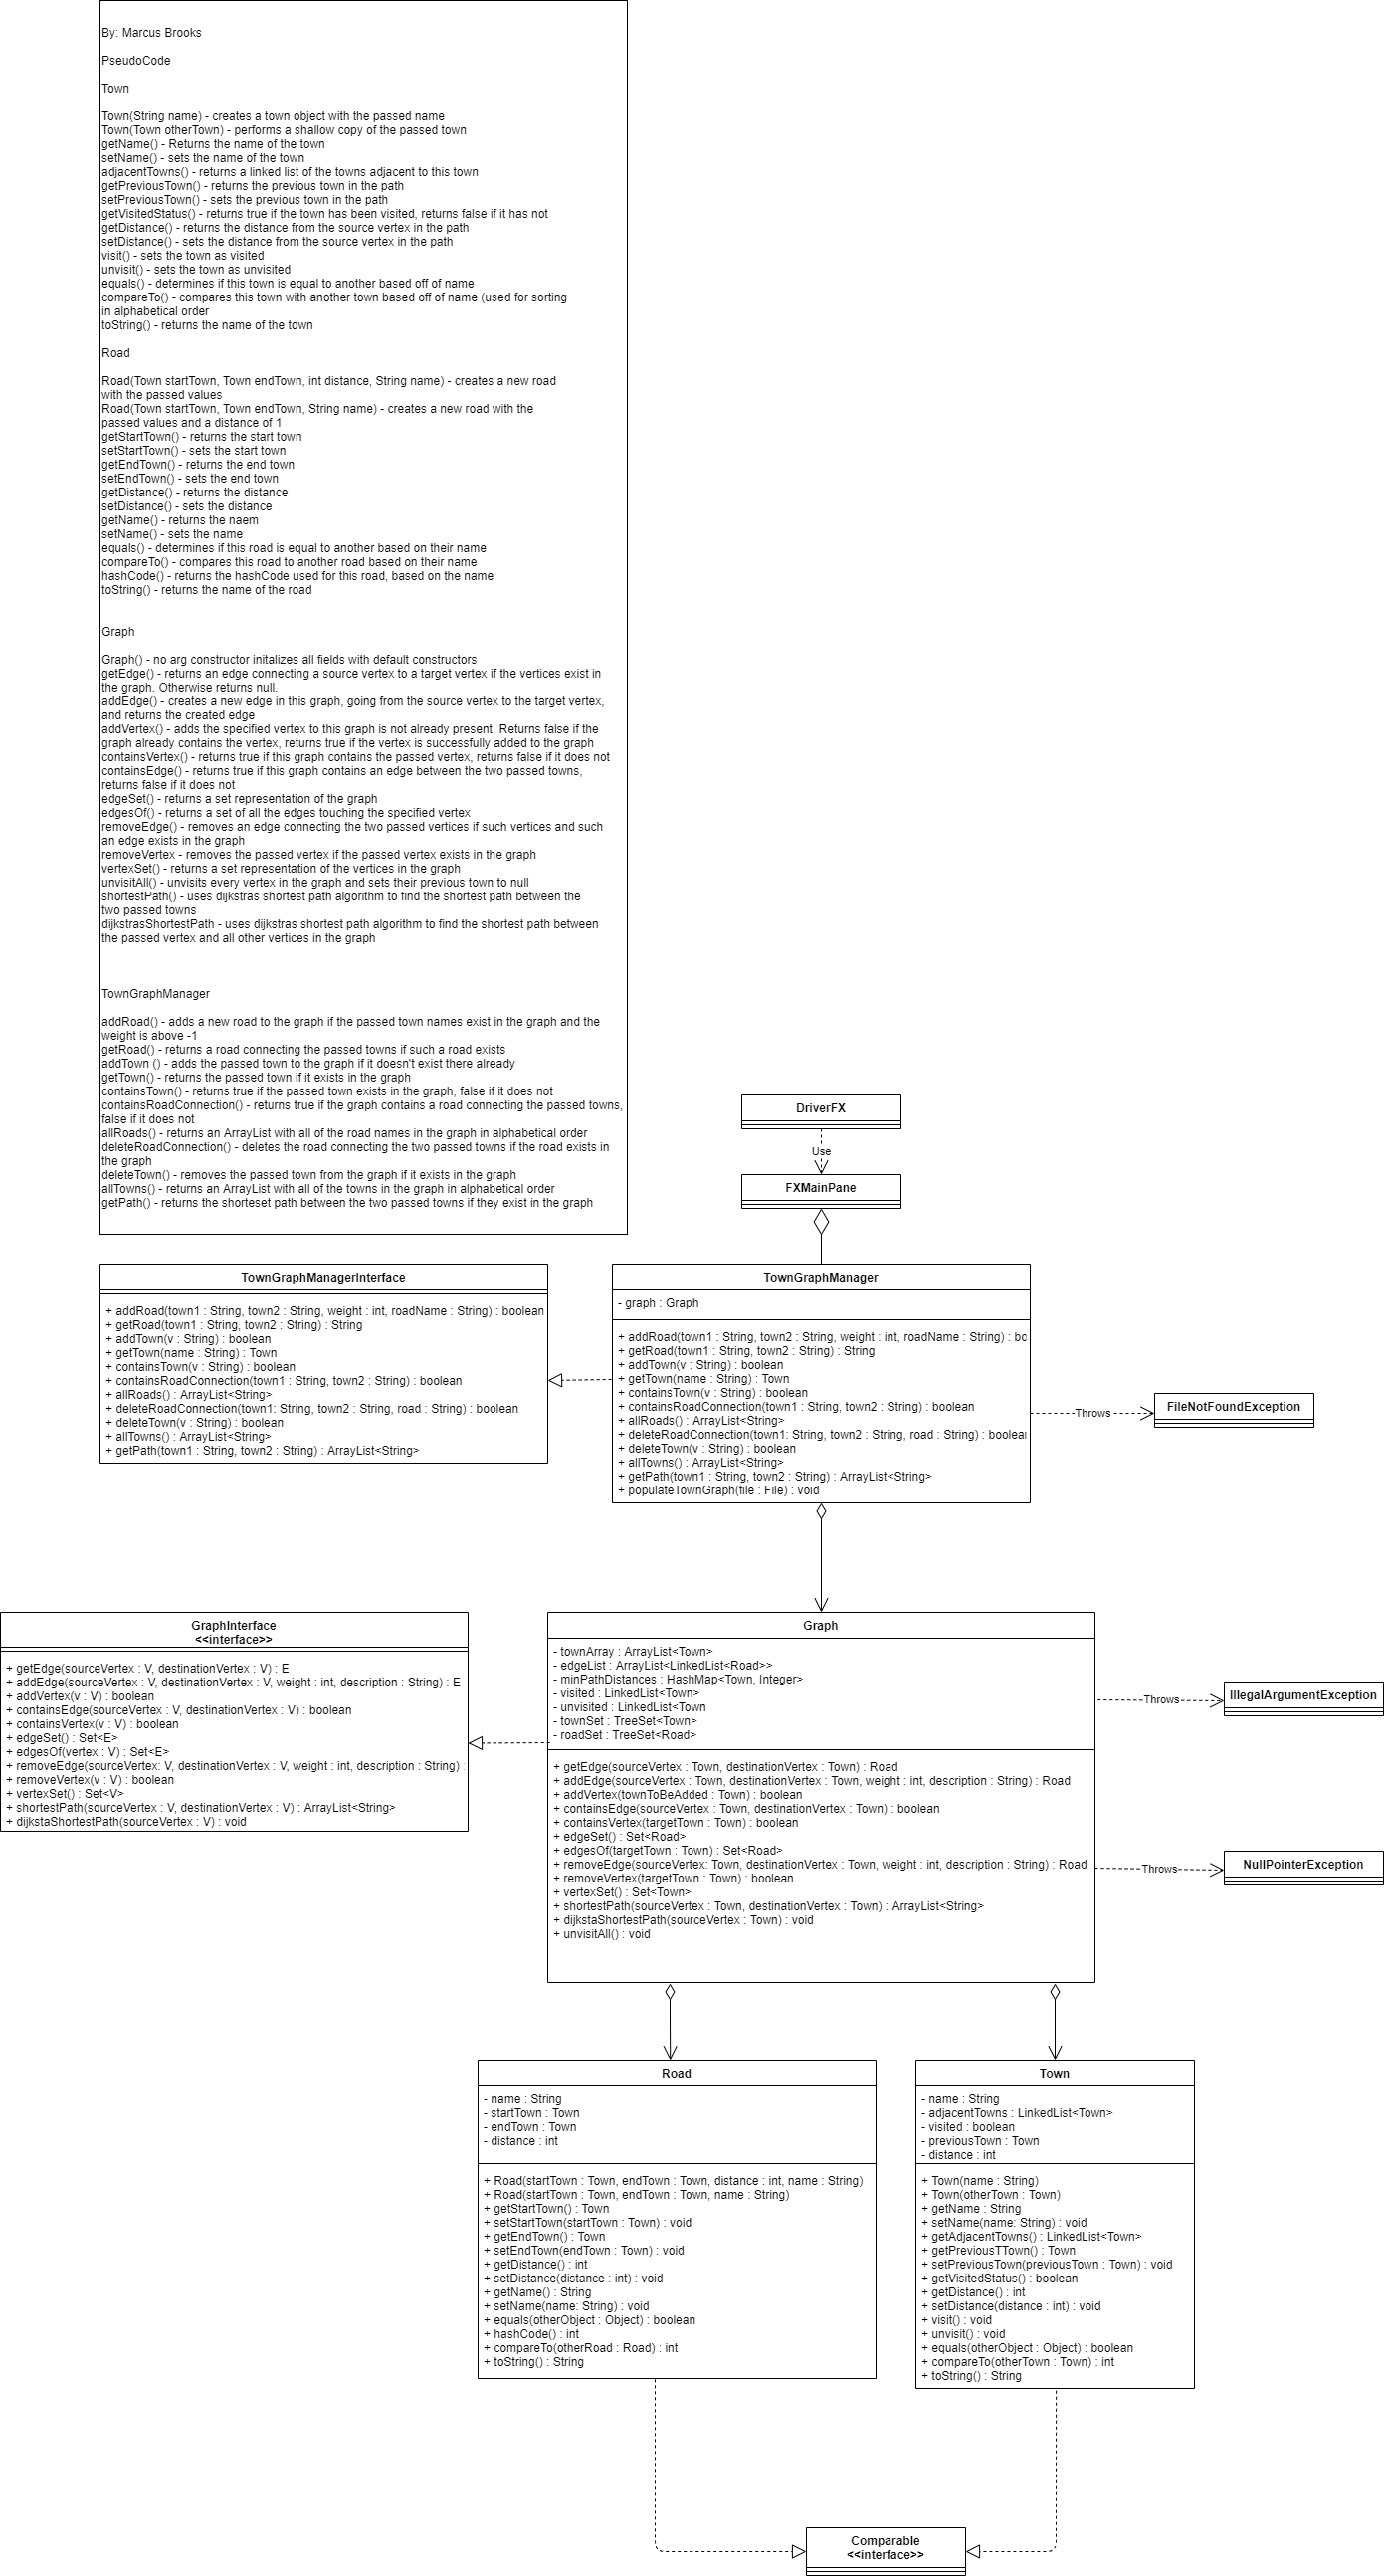 By: Marcus Brooks
PseudoCode
Town
Town(String name) - creates a town object with the passed name
Town(Town otherTown) - performs a shallow copy of the passed town
getName() - Returns the name of the town
setName() - sets the name of the town
adjacentTowns() - returns a linked list of the towns adjacent to this town
getPreviousTown() - returns the previous town in the path
setPreviousTown() - sets the previous town in the path
getVisitedStatus() - returns true if the town has been visited, returns false if it has not
getDistance() - returns the distance from the source vertex in the path
setDistance() - sets the distance from the source vertex in the path
visit() - sets the town as visited
unvisit() - sets the town as unvisited
equals() - determines if this town is equal to another based off of name
compareTo() - compares this town with another town based off of name (used for sorting
in alphabetical order
toString() - returns the name of the town
Road
Road(Town startTown, Town endTown, int distance, String name) - creates a new road
with the passed values
Road(Town startTown, Town endTown, String name) - creates a new road with the
passed values and a distance of 1
getStartTown() - returns the start town
setStartTown() - sets the start town
getEndTown() - returns the end town
setEndTown() - sets the end town
getDistance() - returns the distance
setDistance() - sets the distance
getName() - returns the naem
setName() - sets the name
equals() - determines if this road is equal to another based on their name
compareTo() - compares this road to another road based on their name
hashCode() - returns the hashCode used for this road, based on the name
toString() - returns the name of the road
Graph
Graph() - no arg constructor initalizes all fields with default constructors
getEdge() - returns an edge connecting a source vertex to a target vertex if the vertices exist in
the graph. Otherwise returns null.
addEdge() - creates a new edge in this graph, going from the source vertex to the target vertex,
and returns the created edge
addVertex() - adds the specified vertex to this graph is not already present. Returns false if the
graph already contains the vertex, returns true if the vertex is successfully added to the graph
containsVertex() - returns true if this graph contains the passed vertex, returns false if it does not
containsEdge() - returns true if this graph contains an edge between the two passed towns,
returns false if it does not
edgeSet() - returns a set representation of the graph
edgesOf() - returns a set of all the edges touching the specified vertex
removeEdge() - removes an edge connecting the two passed vertices if such vertices and such
an edge exists in the graph
removeVertex - removes the passed vertex if the passed vertex exists in the graph
vertexSet() - returns a set representation of the vertices in the graph
unvisitAll() - unvisits every vertex in the graph and sets their previous town to null
shortestPath() - uses dijkstras shortest path algorithm to find the shortest path between the
two passed towns
dijkstrasShortestPath - uses dijkstras shortest path algorithm to find the shortest path between
the passed vertex and all other vertices in the graph
TownGraphManager
addRoad() - adds a new road to the graph if the passed town names exist in the graph and the
weight is above -1
getRoad() - returns a road connecting the passed towns if such a road exists
addTown () - adds the passed town to the graph if it doesn't exist there already
getTown() - returns the passed town if it exists in the graph
containsTown() - returns true if the passed town exists in the graph, false if it does not
containsRoadConnection() - returns true if the graph contains a road connecting the passed towns,
false if it does not
allRoads() - returns an ArrayList with all of the road names in the graph in alphabetical order
deleteRoadConnection() - deletes the road connecting the two passed towns if the road exists in
the graph
deleteTown() - removes the passed town from the graph if it exists in the graph
allTowns() - returns an ArrayList with all of the towns in the graph in alphabetical order
getPath() - returns the shorteset path between the two passed towns if they exist in the graph
DriverFX
Use
FXMainPane
TownGraphManagerInterface
+ addRoad(town1 : String, town2 : String, weight : int, roadName : String) : boolean
+ getRoad(town1 : String, town2 : String) : String
+ addTown(v : String) : boolean
+ getTown(name : String) : Town
+ containsTown(v : String) : boolean
+ containsRoadConnection(town1 : String, town2 : String) : boolean
+ allRoads() : ArrayList<String>
+ deleteRoadConnection(town1: String, town2 : String, road : String) : boolean
+ deleteTown(v : String) : boolean
+ allTowns() : ArrayList<String>
+ getPath(town1 : String, town2 : String) : ArrayList<String>
TownGraphManager
- graph : Graph
+ addRoad(town1 : String, town2 : String, weight : int, roadName : String) : bo
+ getRoad(town1 : String, town2 : String) : String
+ addTown(v : String) : boolean
+ getTown(name : String) : Town
+ containsTown(v : String) : boolean
+ containsRoadConnection(town1 : String, town2 : String) : boolean
+ allRoads() : ArrayList<String>
+ deleteRoadConnection(town1: String, town2 : String, road : String) : boolea
+ deleteTown(v : String) : boolean
+ allTowns() : ArrayList<String>
+ getPath(town1 : String, town2 : String) : ArrayList<String>
+ populateTownGraph(file : File) : void
Throws
FileNotFoundException
GraphInterface
<<interface>>
+ getEdge(sourceVertex : V, destinationVertex : V) : E
+ addEdge(sourceVertex : V, destinationVertex : V, weight : int, description : String) : E
+ addVertex(v : V) : boolean
+ containsEdge(sourceVertex : V, destinationVertex : V) : boolean
+ containsVertex(v : V) : boolean
+ edgeSet() : Set<E>
+ edgesOf(vertex : V) : Set<E>
+ removeEdge(sourceVertex: V, destinationVertex : V, weight : int, description : String) :
+ removeVertex(v : V) : boolean
+ vertexSet() : Set<V>
+ shortestPath(sourceVertex : V, destinationVertex : V) : ArrayList<String>
+ dijkstaShortestPath(sourceVertex : V) : void
Graph
- townArray : ArrayList<Town>
- edgeList : ArrayList<LinkedList<Road>>
- minPathDistances : HashMap<Town, Integer>
- visited : LinkedList<Town>
- unvisited : LinkedList<Town
- townSet : TreeSet<Town>
- roadSet : TreeSet<Road>
+ getEdge(sourceVertex : Town, destinationVertex : Town) : Road
+ addEdge(sourceVertex : Town, destinationVertex : Town, weight : int, description : String) : Road
+ addVertex(townToBeAdded : Town) : boolean
+ containsEdge(sourceVertex : Town, destinationVertex : Town) : boolean
+ containsVertex(targetTown : Town) : boolean
+ edgeSet() : Set<Road>
+ edgesOf(targetTown : Town) : Set<Road>
+ removeEdge(sourceVertex: Town, destinationVertex : Town, weight : int, description : String) : Road
+ removeVertex(targetTown : Town) : boolean
+ vertexSet() : Set<Town>
+ shortestPath(sourceVertex : Town, destinationVertex : Town) : ArrayList<String>
+ dijkstaShortestPath(sourceVertex : Town) : void
+ unvisitAll() : void
Throws
IllegalArgumentException
Throws
NullPointerException
Road
- name : String
- startTown : Town
- endTown : Town
- distance : int
+ Road(startTown : Town, endTown : Town, distance : int, name : String)
+ Road(startTown : Town, endTown : Town, name : String)
+ getStartTown() : Town
+ setStartTown(startTown : Town) : void
+ getEndTown() : Town
+ setEndTown(endTown : Town) : void
+ getDistance() : int
+ setDistance(distance : int) : void
+ getName() : String
+ setName(name: String) : void
+ equals(otherObject : Object) : boolean
+ hashCode() : int
+ compareTo(otherRoad : Road) : int
+ toString() : String
Town
- name : String
- adjacentTowns : LinkedList<Town>
- visited : boolean
- previousTown : Town
- distance : int
+ Town(name : String)
+ Town(otherTown : Town)
+ getName : String
+ setName(name: String) : void
+ getAdjacentTowns() : LinkedList<Town>
+ getPreviousTTown() : Town
+ setPreviousTown(previousTown : Town) : void
+ getVisitedStatus() : boolean
+ getDistance() : int
+ setDistance(distance : int) : void
+ visit() : void
+ unvisit() : void
+ equals(otherObject : Object) : boolean
+ compareTo(otherTown : Town) : int
+ toString() : String
Comparable
<<interface>>